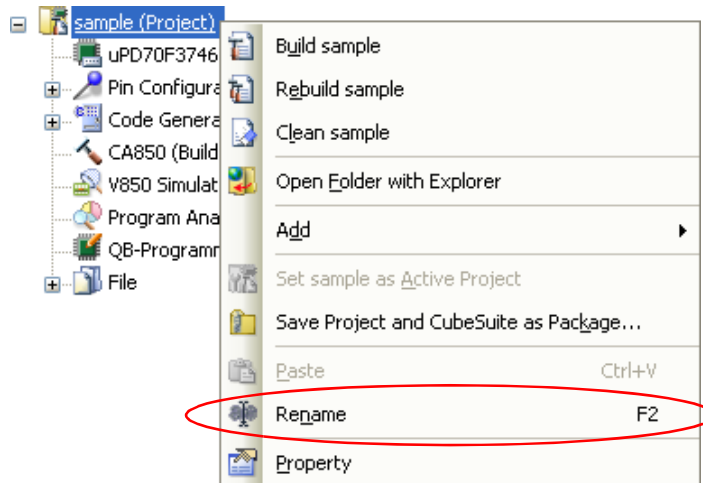 sample (Project)
uPD70F3746
Pin Configura
Code Genera
CA850 (Build
V850 Simulat
Program Ana
QB-Programm
File
Build sample
Rebuild sample
Clean sample
Open Folder with Explorer
Add
Set sample as Active Project
Save Project and CubeSuite as Package...
Paste Ctrl+V
Rename F2
Property